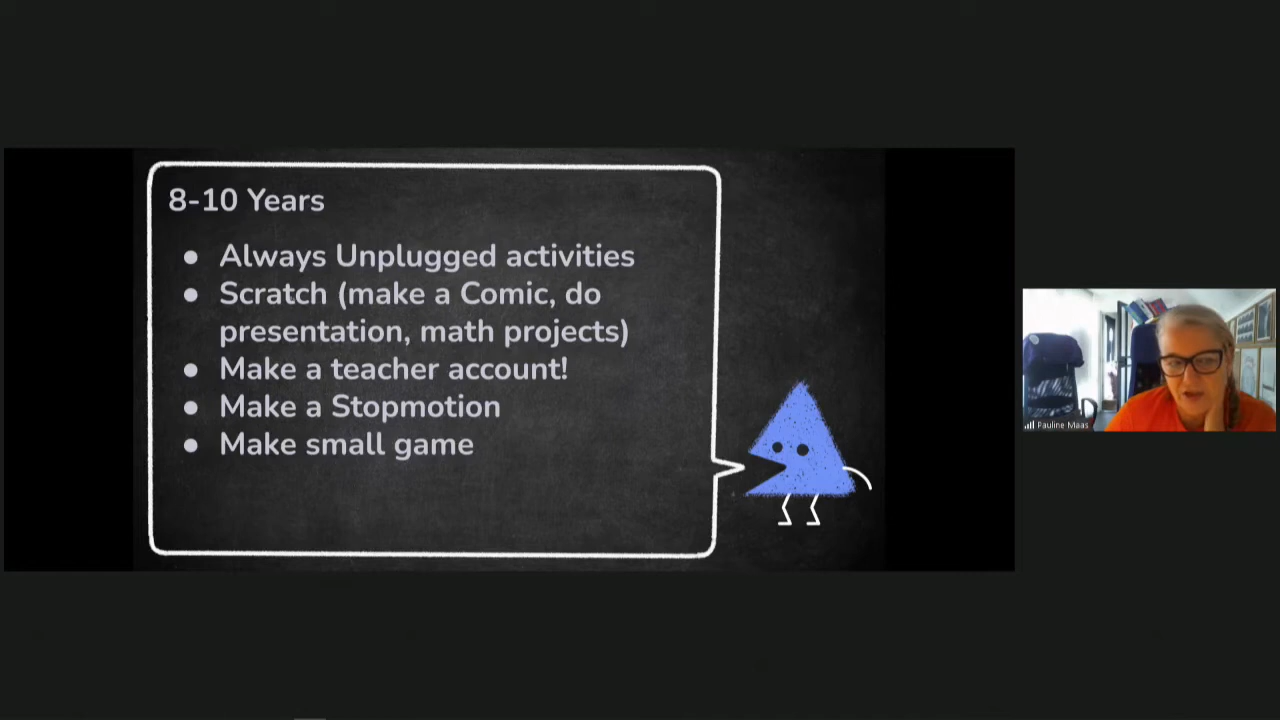 8-10 Years
● Always Unplugged activities
● Scratch (make a Comic, do
presentation, math projects)
● Make a teacher account!
● Make a Stopmotion
● Make small game
Pauline Maas